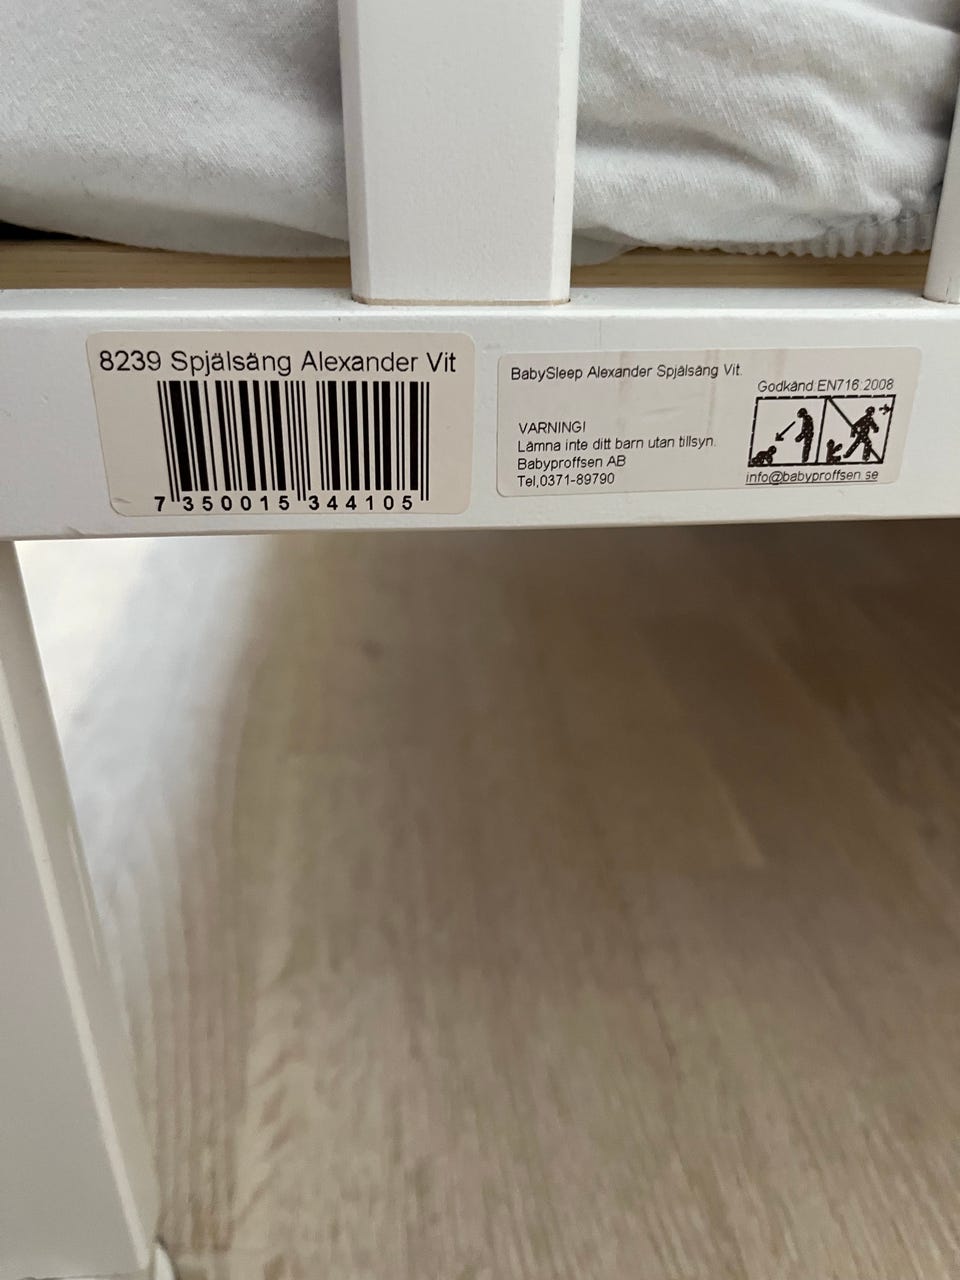 8239 Spjälsäng Alexander Vit
7 350015 344105
BabySleep Alexander Spjälsäng Vit.
Godkänd:EN716:2008
VARNING!
Lämna inte ditt barn utan tillsyn.
Babyproffsen AB
Tel,0371-89790
info@babyproffsen.se